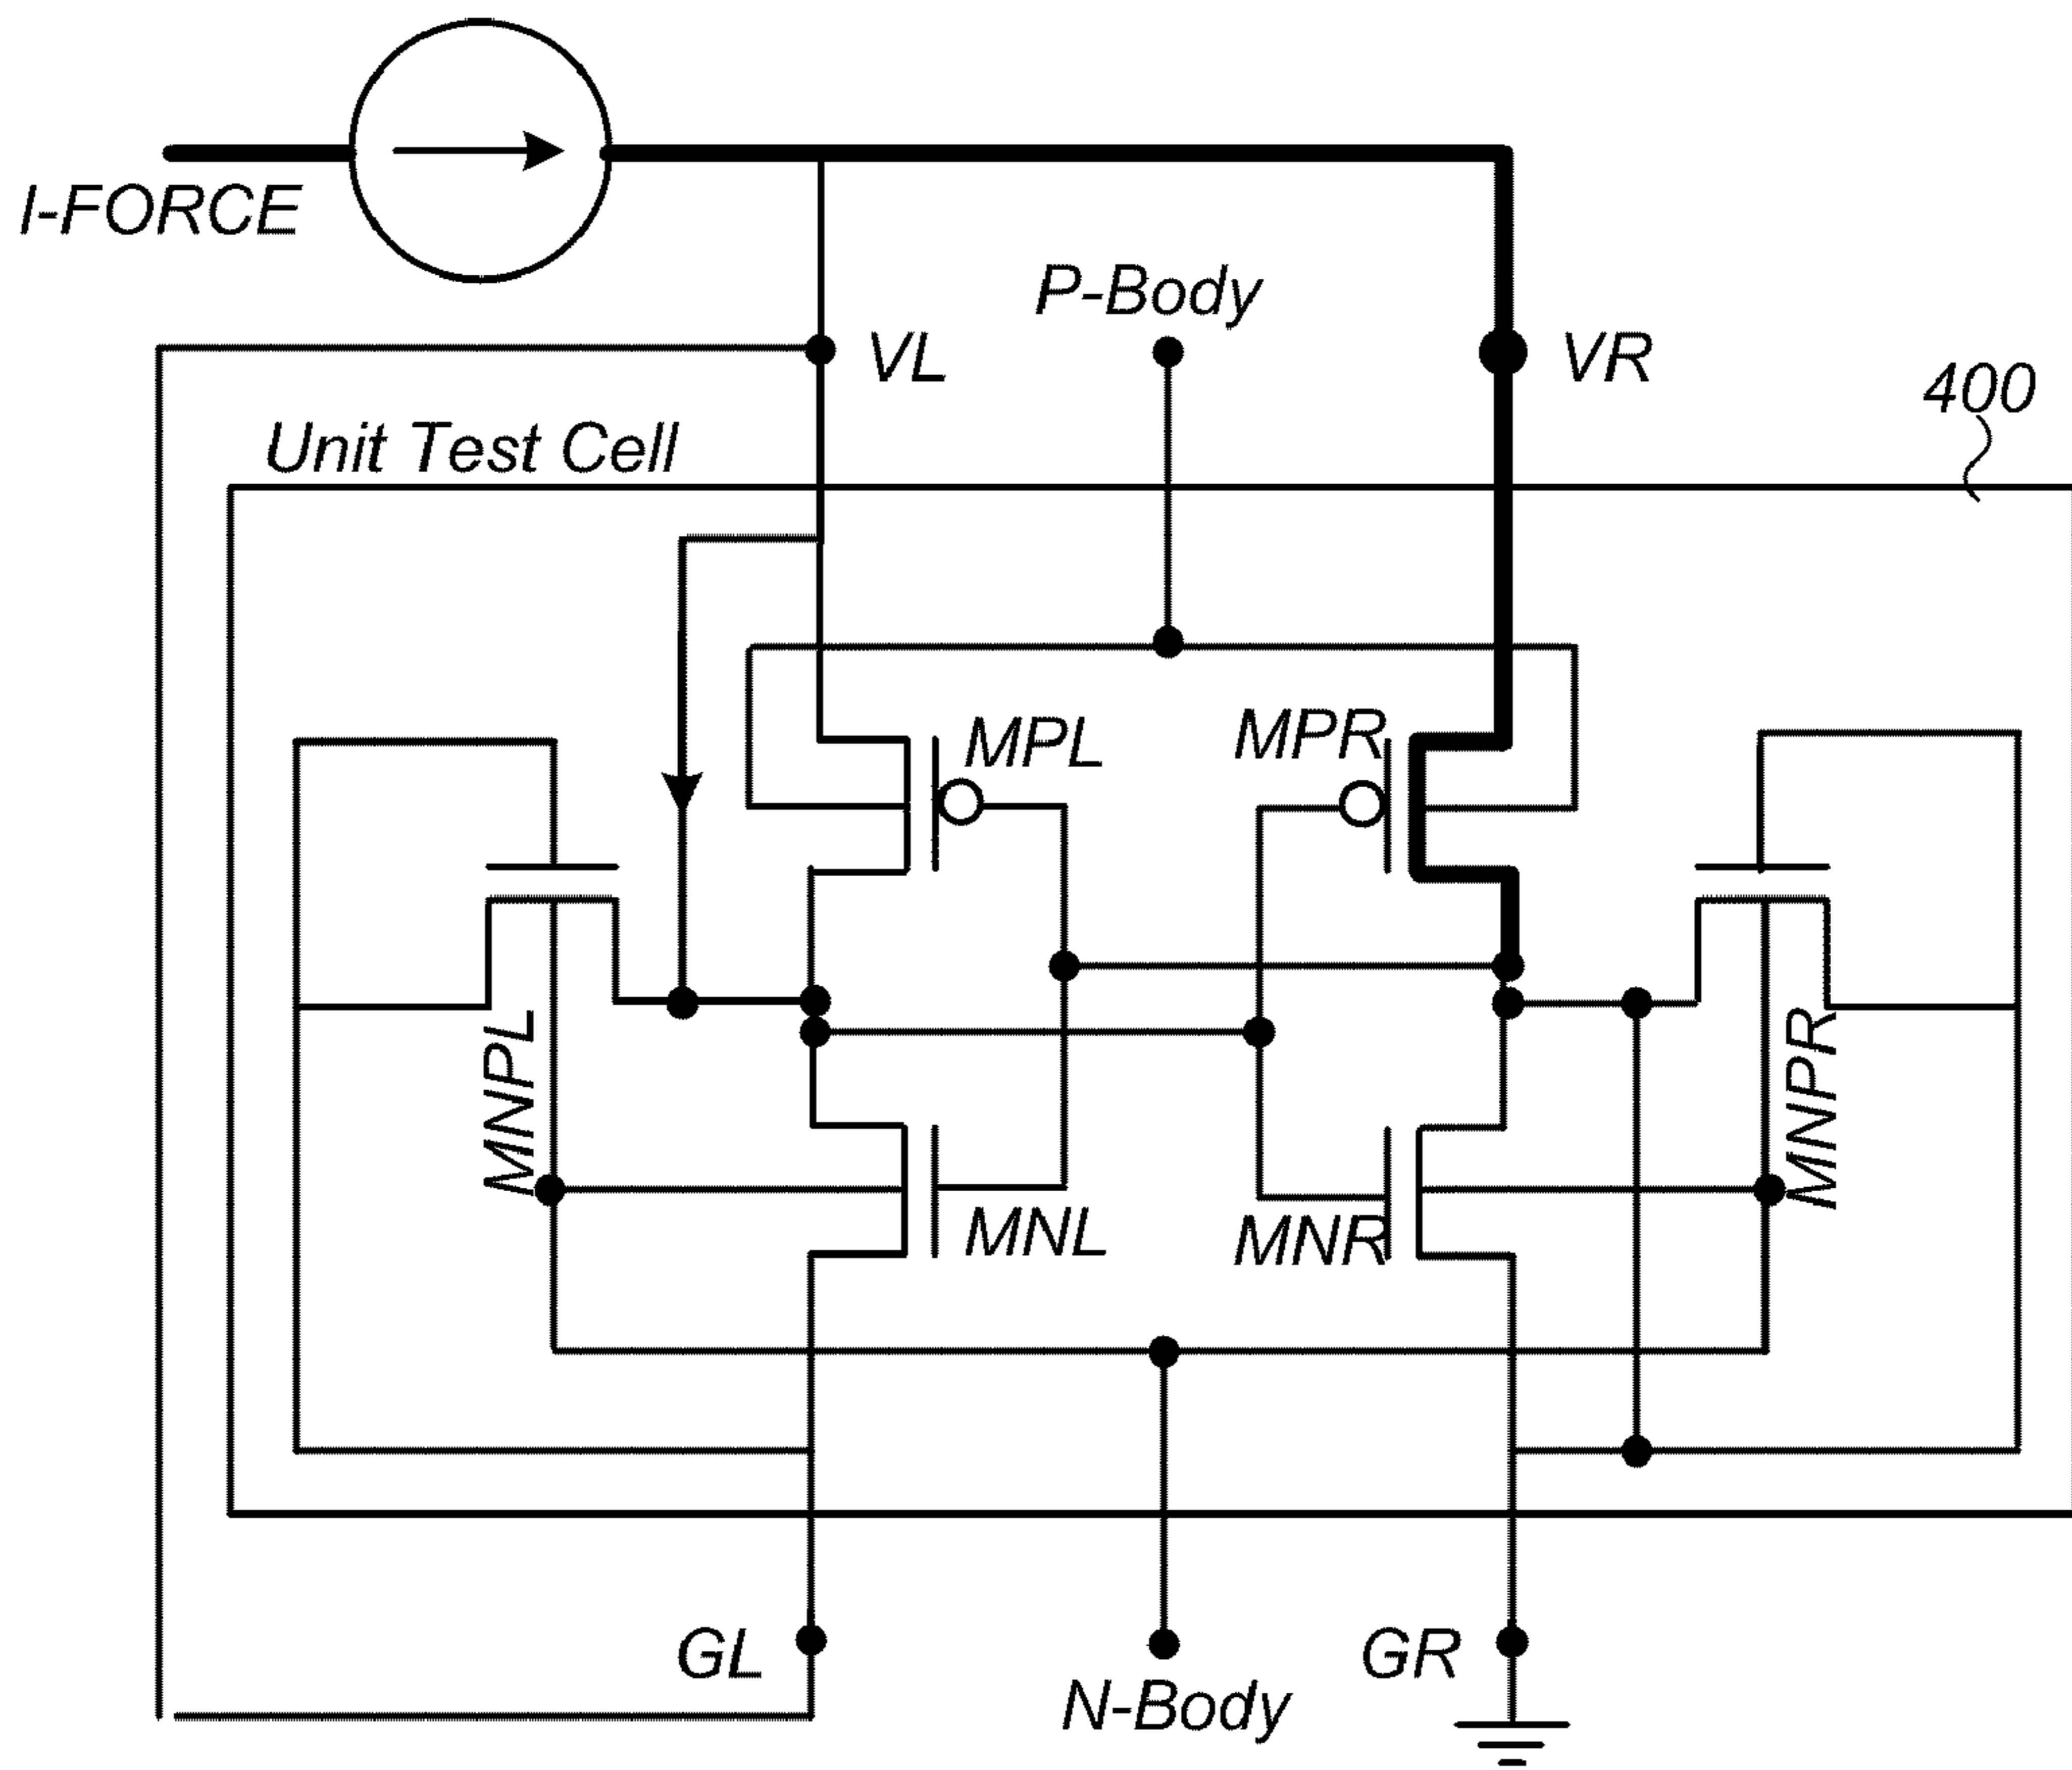 I-FORCE
P-Body
VL
VR
400
Unit Test Cell
MPL
MPR
MNPL
MNPR
MNL
MNR
GL
GR
N-Body